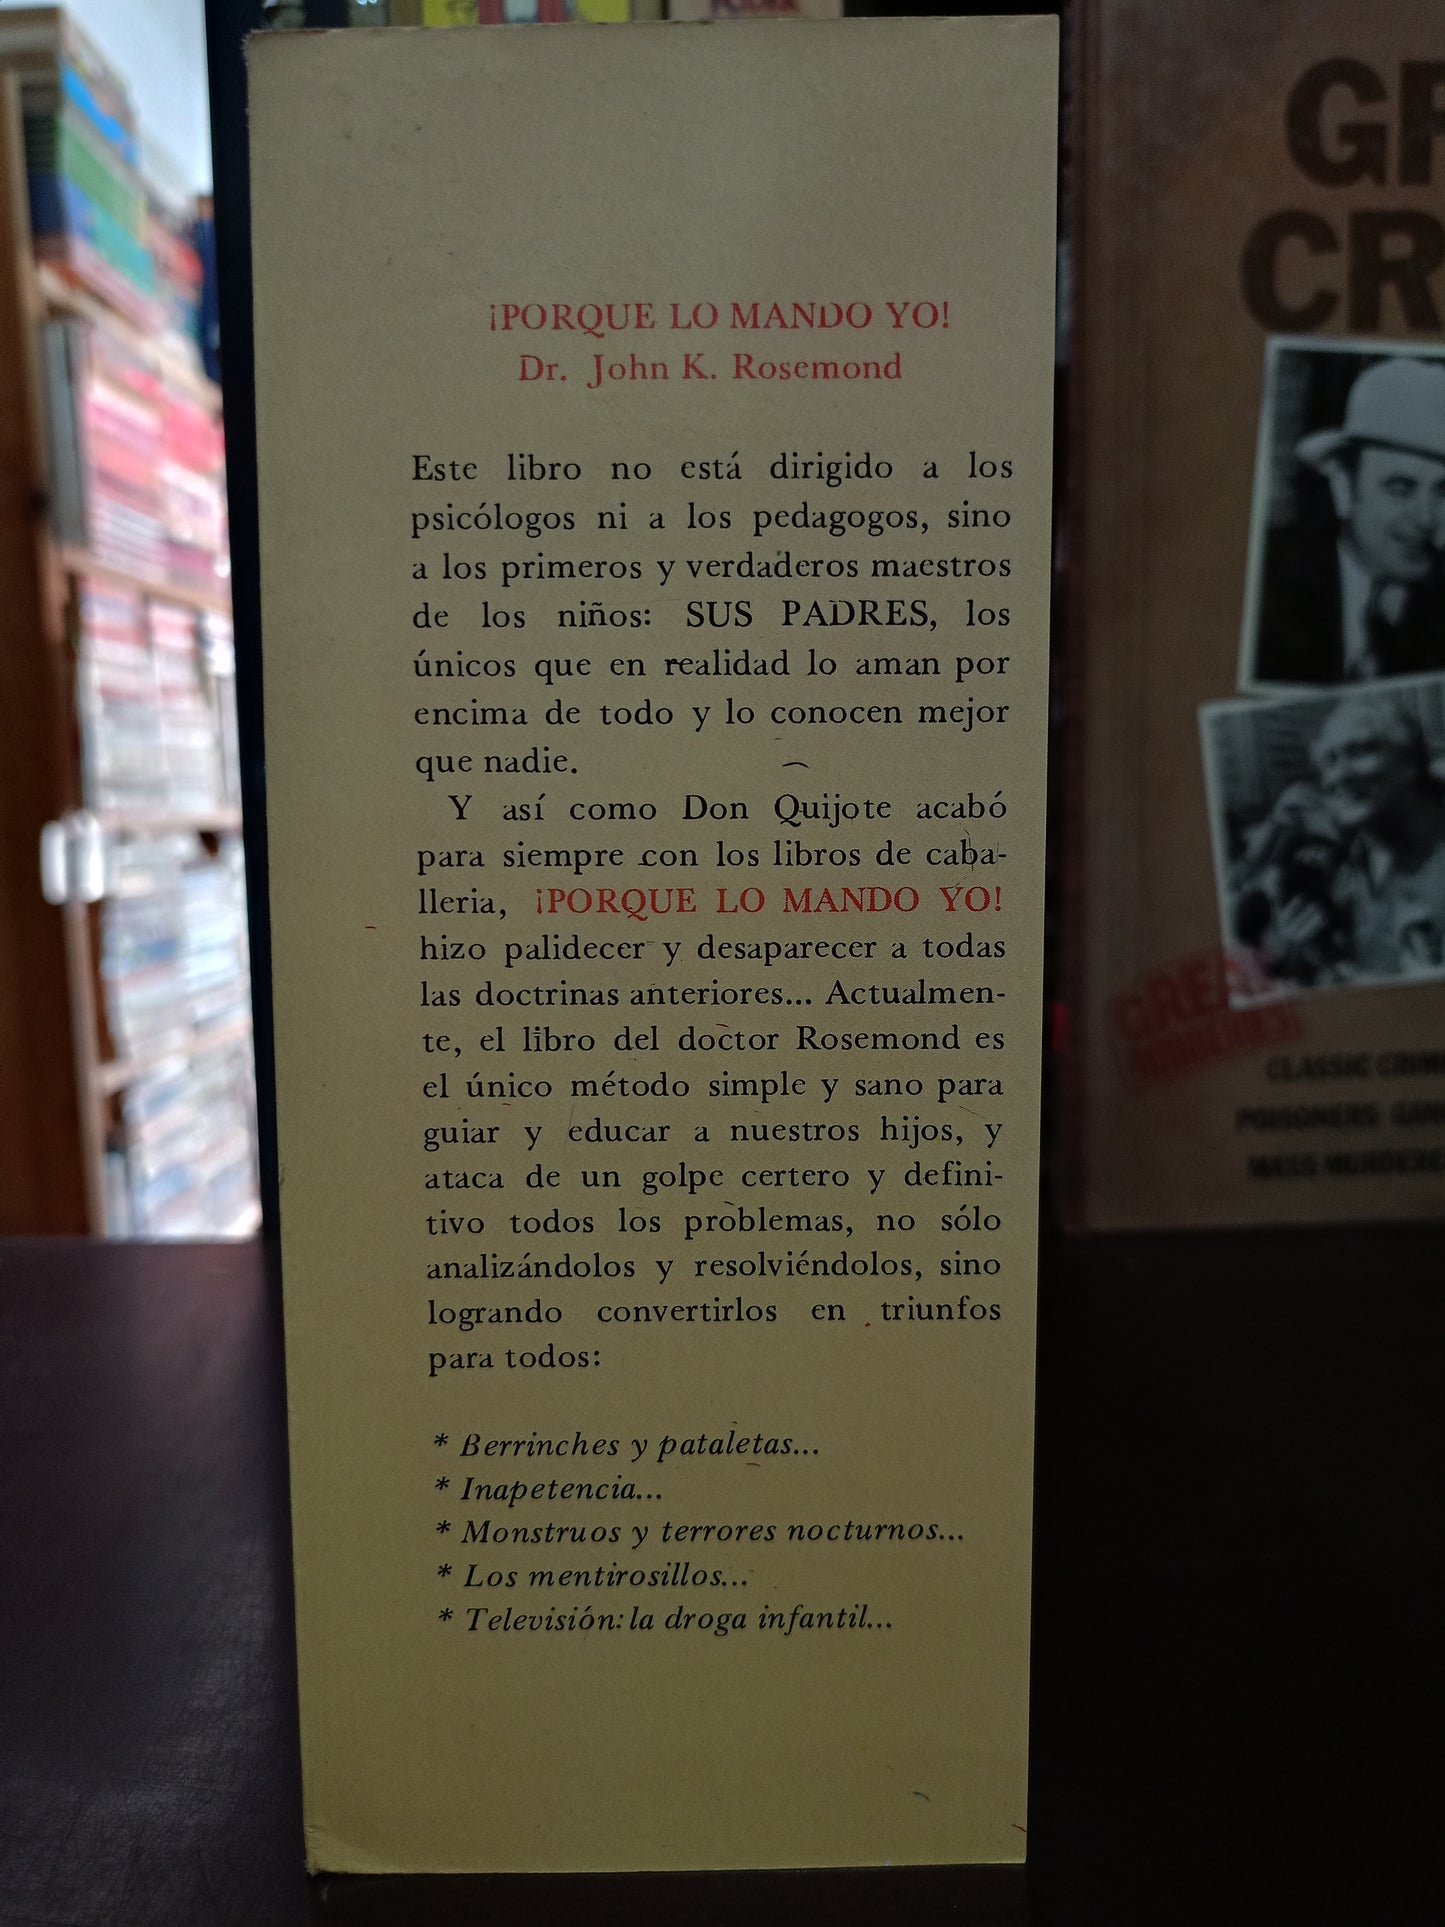 ¡PORQUE LO MANDO YO!
Dr. John K. Rosemond
Este libro no está dirigido a los
psicólogos ni a los pedagogos, sino
a los primeros y verdaderos maestros
de los niños: SUS PADRES, los
únicos que en realidad lo aman por
encima de todo y lo conocen mejor
que nadie.
Y así como Don Quijote acabó
para siempre con los libros de caba-
lleria, ¡PORQUE LO MANDO YO!
hizo palidecer y desaparecer a todas
las doctrinas anteriores... Actualmen-
te, el libro del doctor Rosemond es
el único método simple y sano para
guiar y educar a nuestros hijos, y
ataca de un golpe certero y defini-
tivo todos los problemas, no sólo
analizándolos y resolviéndolos, sino
logrando convertirlos en triunfos
para todos:
* Berrinches y pataletas...
* Inapetencia...
* Monstruos y terrores nocturnos...
* Los mentirosillos...
* Televisión: la droga infantil...
CLASSIC CRIM
POISONERS GAN
MASS MURDERE